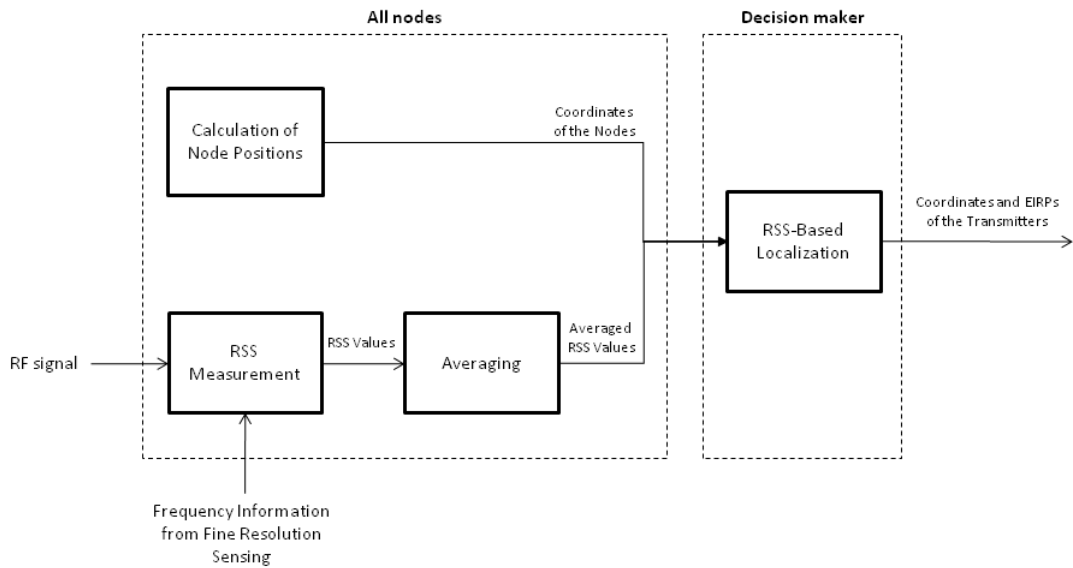 All nodes
Decision maker
Calculation of
Node Positions
Coordinates
of the Nodes
RSS-Based
Localization
Coordinates and EIRPs
of the Transmitters
RF signal
RSS
Measurement
RSS Values
Averaging
Averaged
RSS Values
Frequency Information
from Fine Resolution
Sensing